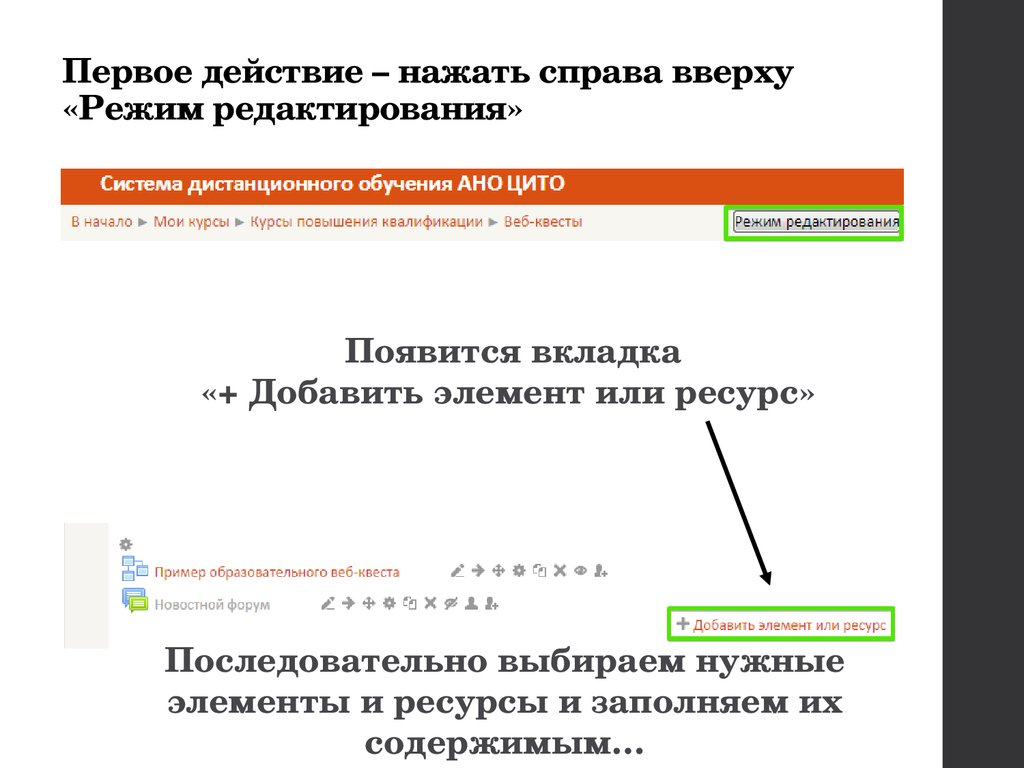 Первое действие – нажать справа вверху
«Режим редактирования»
Система дистанционного обучения АНО ЦИТО
В начало ► Мои курсы ► Курсы повышения квалификации ► Веб-квесты
Режим редактирования
Появится вкладка
«+ Добавить элемент или ресурс»
Пример образовательного веб-квеста
Новостной форум
+ Добавить элемент или ресурс
Последовательно выбираем нужные
элементы и ресурсы и заполняем их
содержимым...